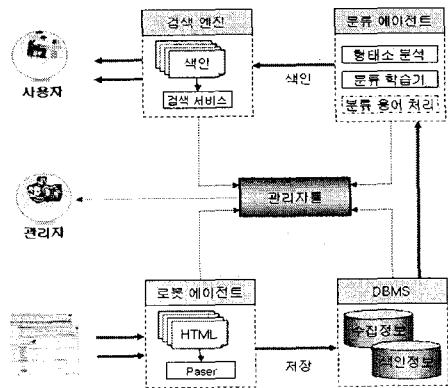 검색 엔진
색인
검색 서비스
사용자
색인
분류 에이전트
형태소 분석
분류 학습기
분류 용어 처리
관리자툴
관리자
로봇 에이전트
HTML
Paser
저장
DBMS
수집정보
색인정보